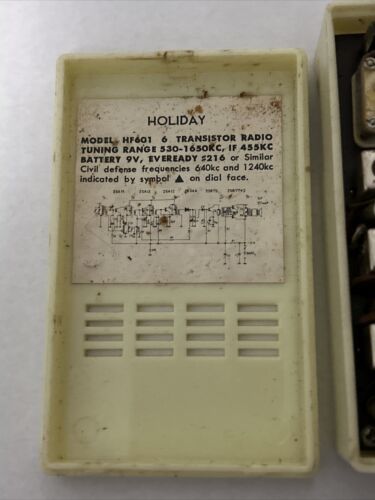 HOLIDAY
MODEL HF601 6 TRANSISTOR RADIO
TUNING RANGE 530-1650KC, IF 455KC
BATTERY 9V, EVEREADY #216 or Similar
Civil defense frequencies 640kc and 1240kc
indicated by symbol ▲ on dial face.